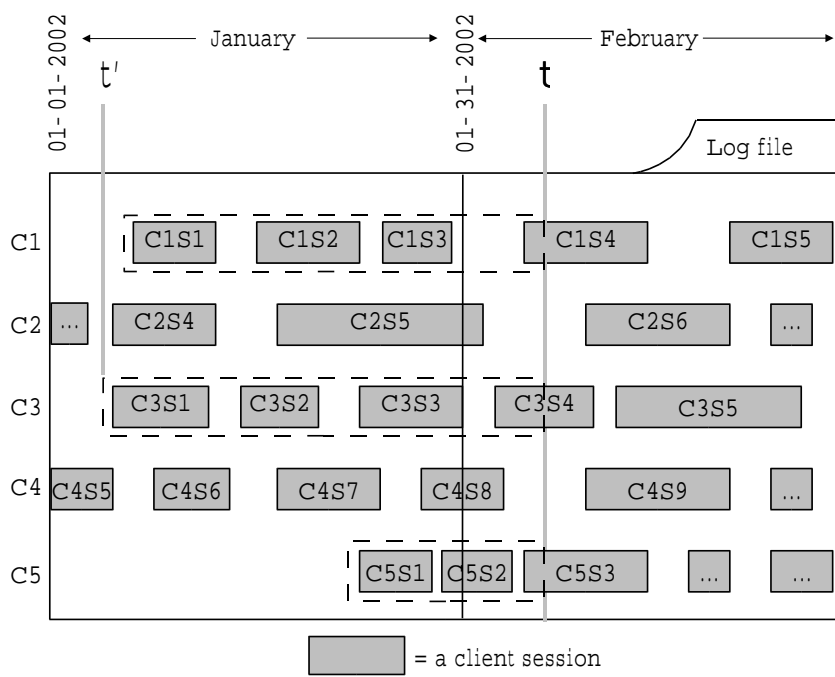 01-01-2002
January
01-31-2002
February
t'
t
Log file
C1
C1S1
C1S2
C1S3
C1S4
C1S5
C2
...
C2S4
C2S5
C2S6
...
C3
C3S1
C3S2
C3S3
C3S4
C3S5
C4
C4S5
C4S6
C4S7
C4S8
C4S9
...
C5
C5S1
C5S2
C5S3
...
...
= a client session